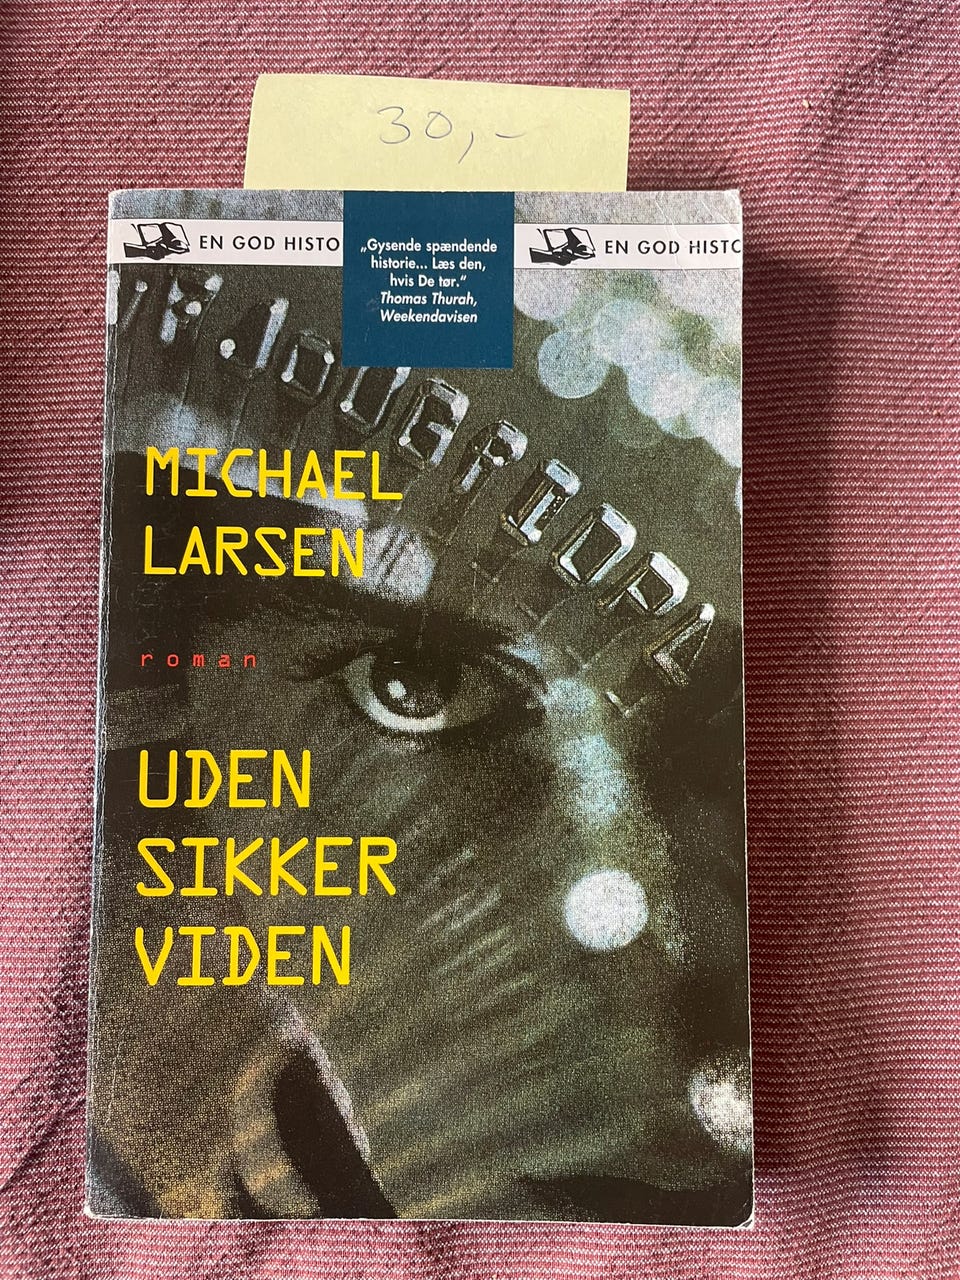 30,-
EN GOD HISTO
EN GOD HISTO
„Gysende spændende
historie... Læs den,
hvis De tør.“
Thomas Thurah,
Weekendavisen
MICHAEL
LARSEN
roman
UDEN
SIKKER
VIDEN